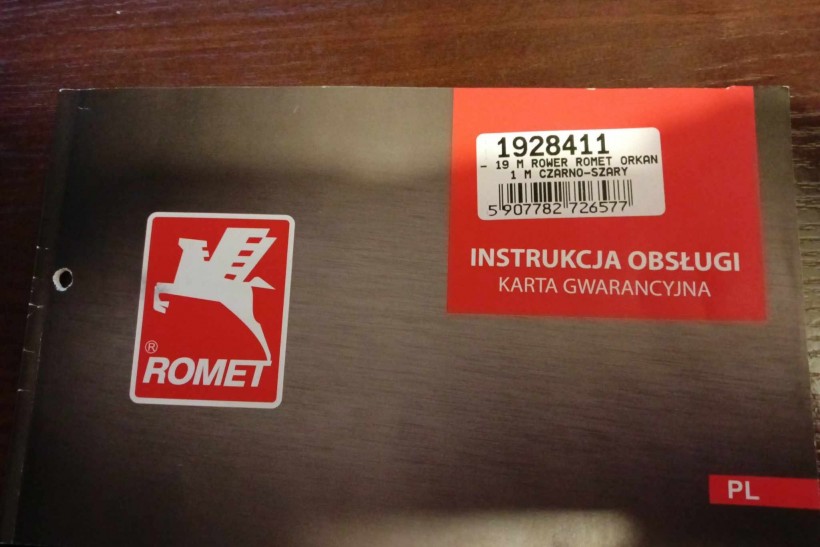 1928411
- 19 M ROWER ROMET ORKAN
1 M CZARNO-SZARY
5 907782 726577
INSTRUKCJA OBSŁUGI
KARTA GWARANCYJNA
®
ROMET
PL